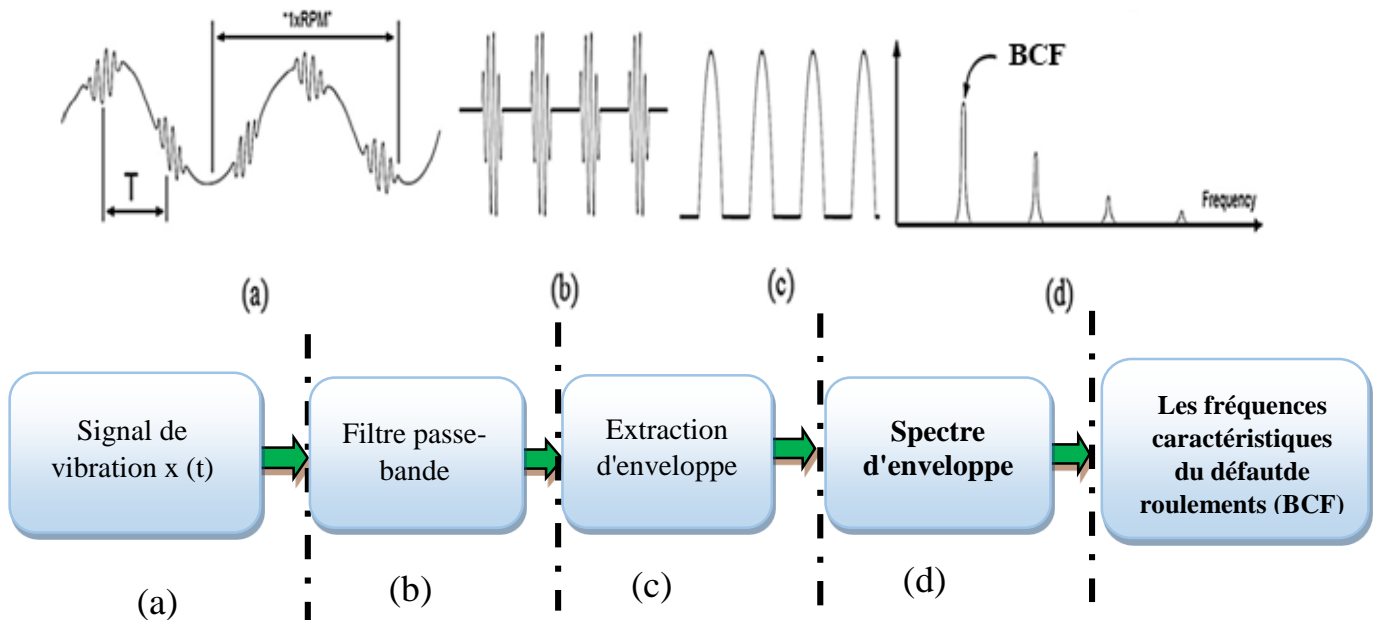 "1xRPM"
T
BCF
Frequency
(a)
(b)
(c)
(d)
Signal de
vibration x (t)
Filtre passe-
bande
Extraction
d'enveloppe
Spectre
d'enveloppe
Les fréquences
caractéristiques
du défautde
roulements (BCF)
(a)
(b)
(c)
(d)